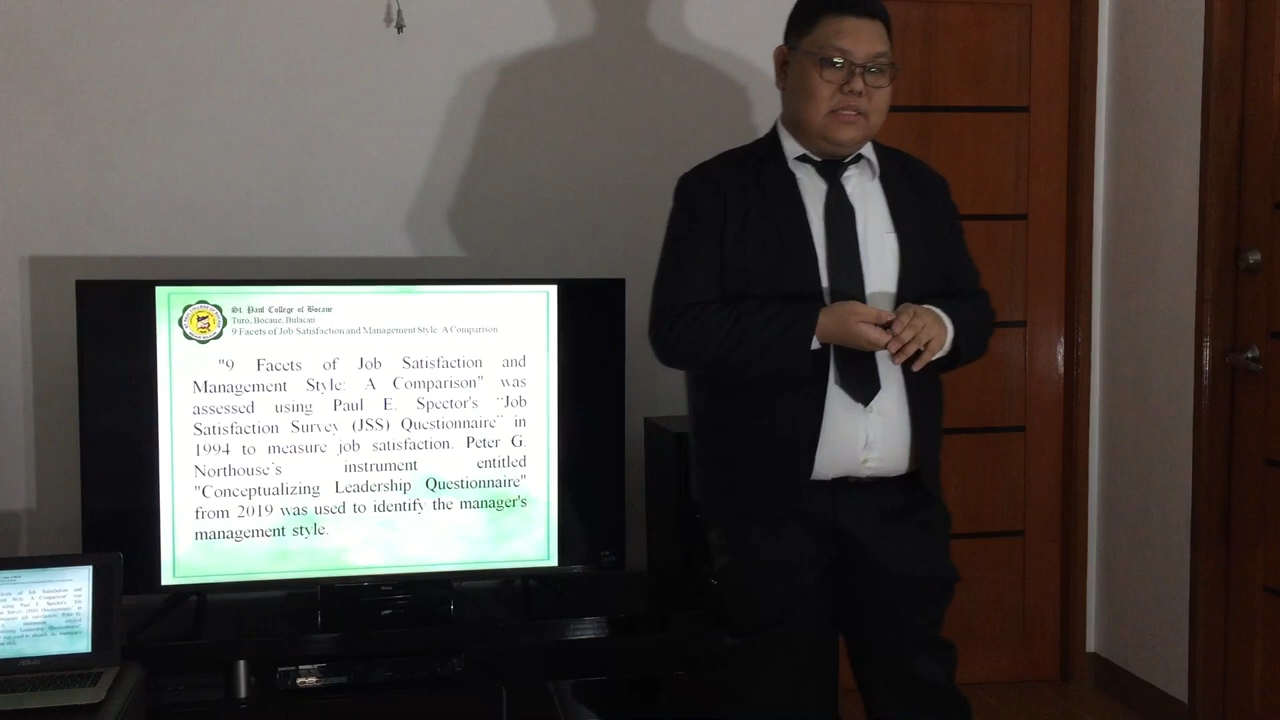 St. Paul College of Bocaue
Turo, Bocaue, Bulacan
9 Facets of Job Satisfaction and Management Style: A Comparison
"9 Facets of Job Satisfaction and
Management Style: A Comparison" was
assessed using Paul E. Spector's "Job
Satisfaction Survey (JSS) Questionnaire" in
1994 to measure job satisfaction. Peter G.
Northouse's instrument entitled
"Conceptualizing Leadership Questionnaire"
from 2019 was used to identify the manager's
management style.
ASUS